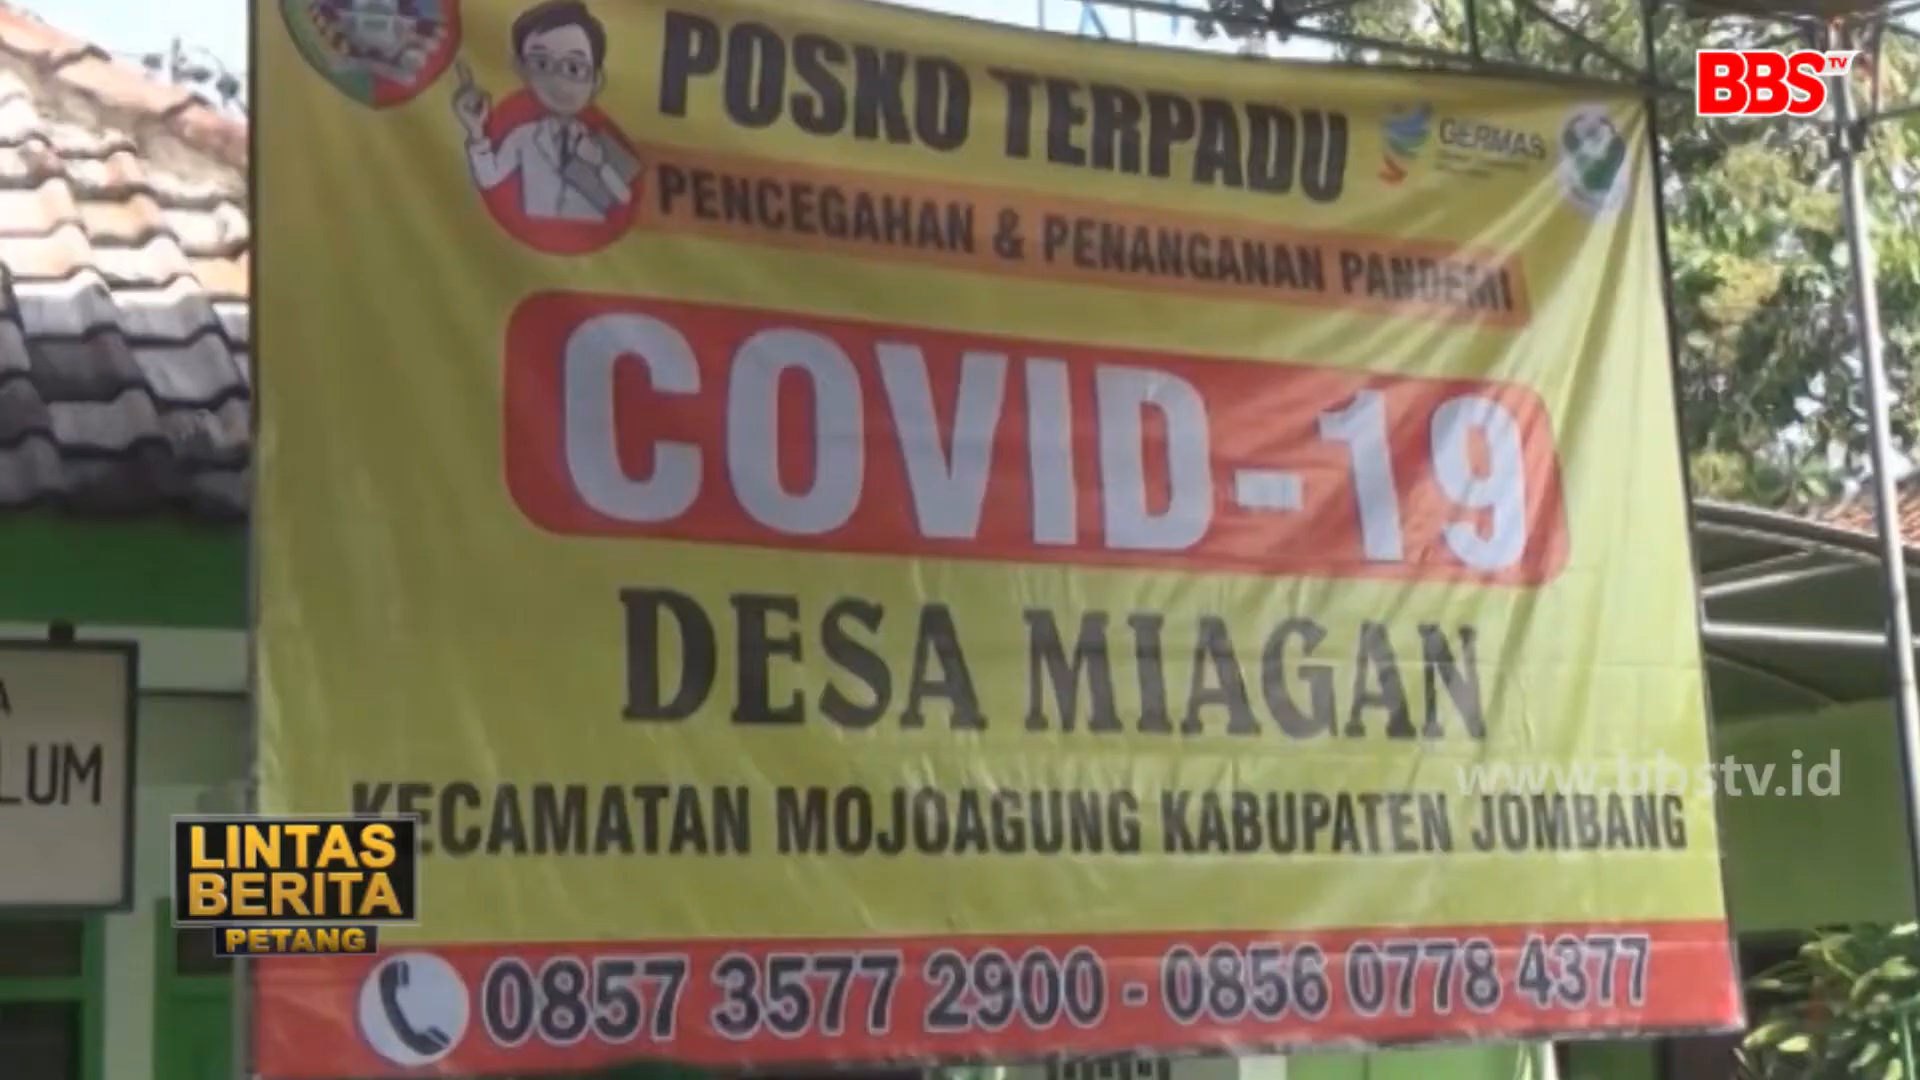 BBS TV
POSKO TERPADU
GERMAS
PENCEGAHAN & PENANGANAN PANDEMI
COVID-19
DESA MIAGAN
www.bbstv.id
KECAMATAN MOJOAGUNG KABUPATEN JOMBANG
A
LUM
LINTAS
BERITA
PETANG
0857 3577 2900 - 0856 0778 4377